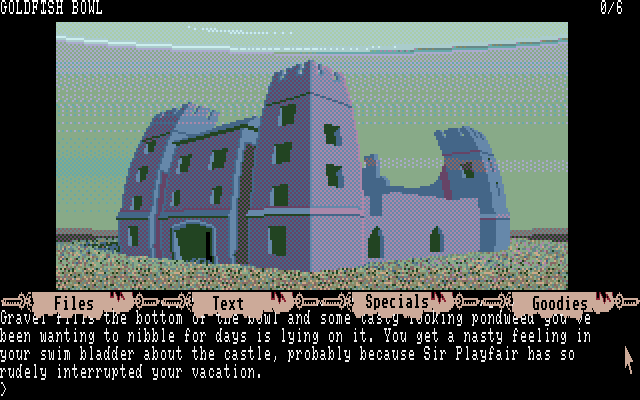 GOLDFISH BOWL 0/6
Files Text Specials Goodies
Gravel fills the bottom of the bowl and some tasty looking pondweed you've
been wanting to nibble for days is lying on it. You get a nasty feeling in
your swim bladder about the castle, probably because Sir Playfair has so
rudely interrupted your vacation.
>